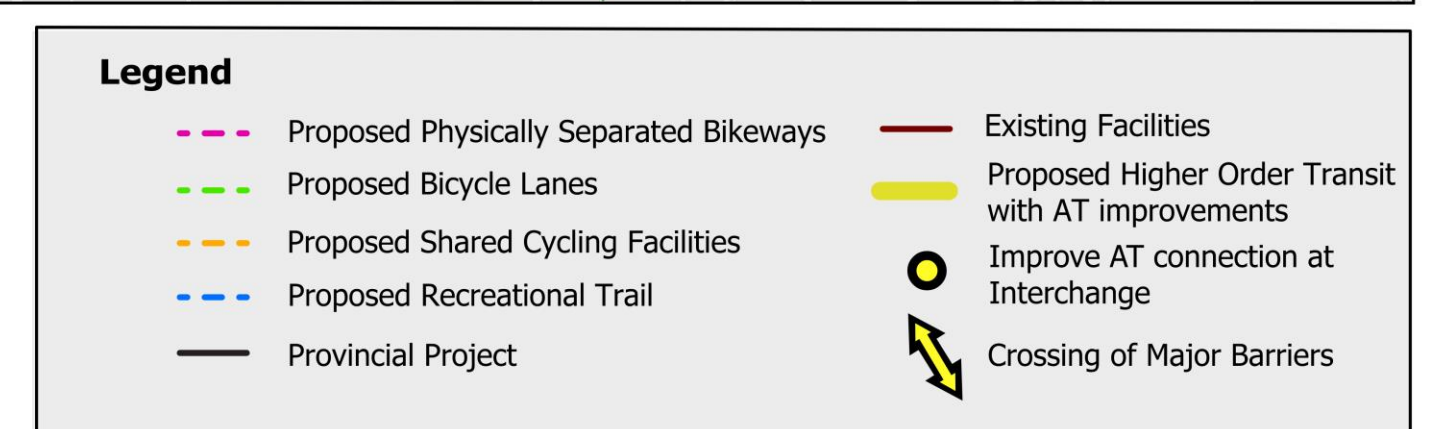 Legend
Proposed Physically Separated Bikeways
Proposed Bicycle Lanes
Proposed Shared Cycling Facilities
Proposed Recreational Trail
Provincial Project
Existing Facilities
Proposed Higher Order Transit
with AT improvements
Improve AT connection at
Interchange
Crossing of Major Barriers